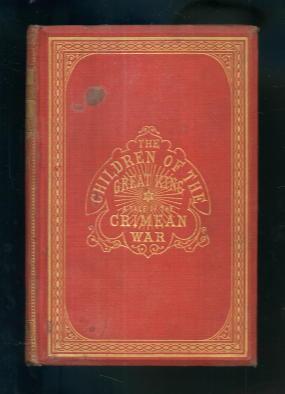 THE
CHILDREN OF THE
GREAT KING
A TALE OF THE
CRIMEAN
WAR